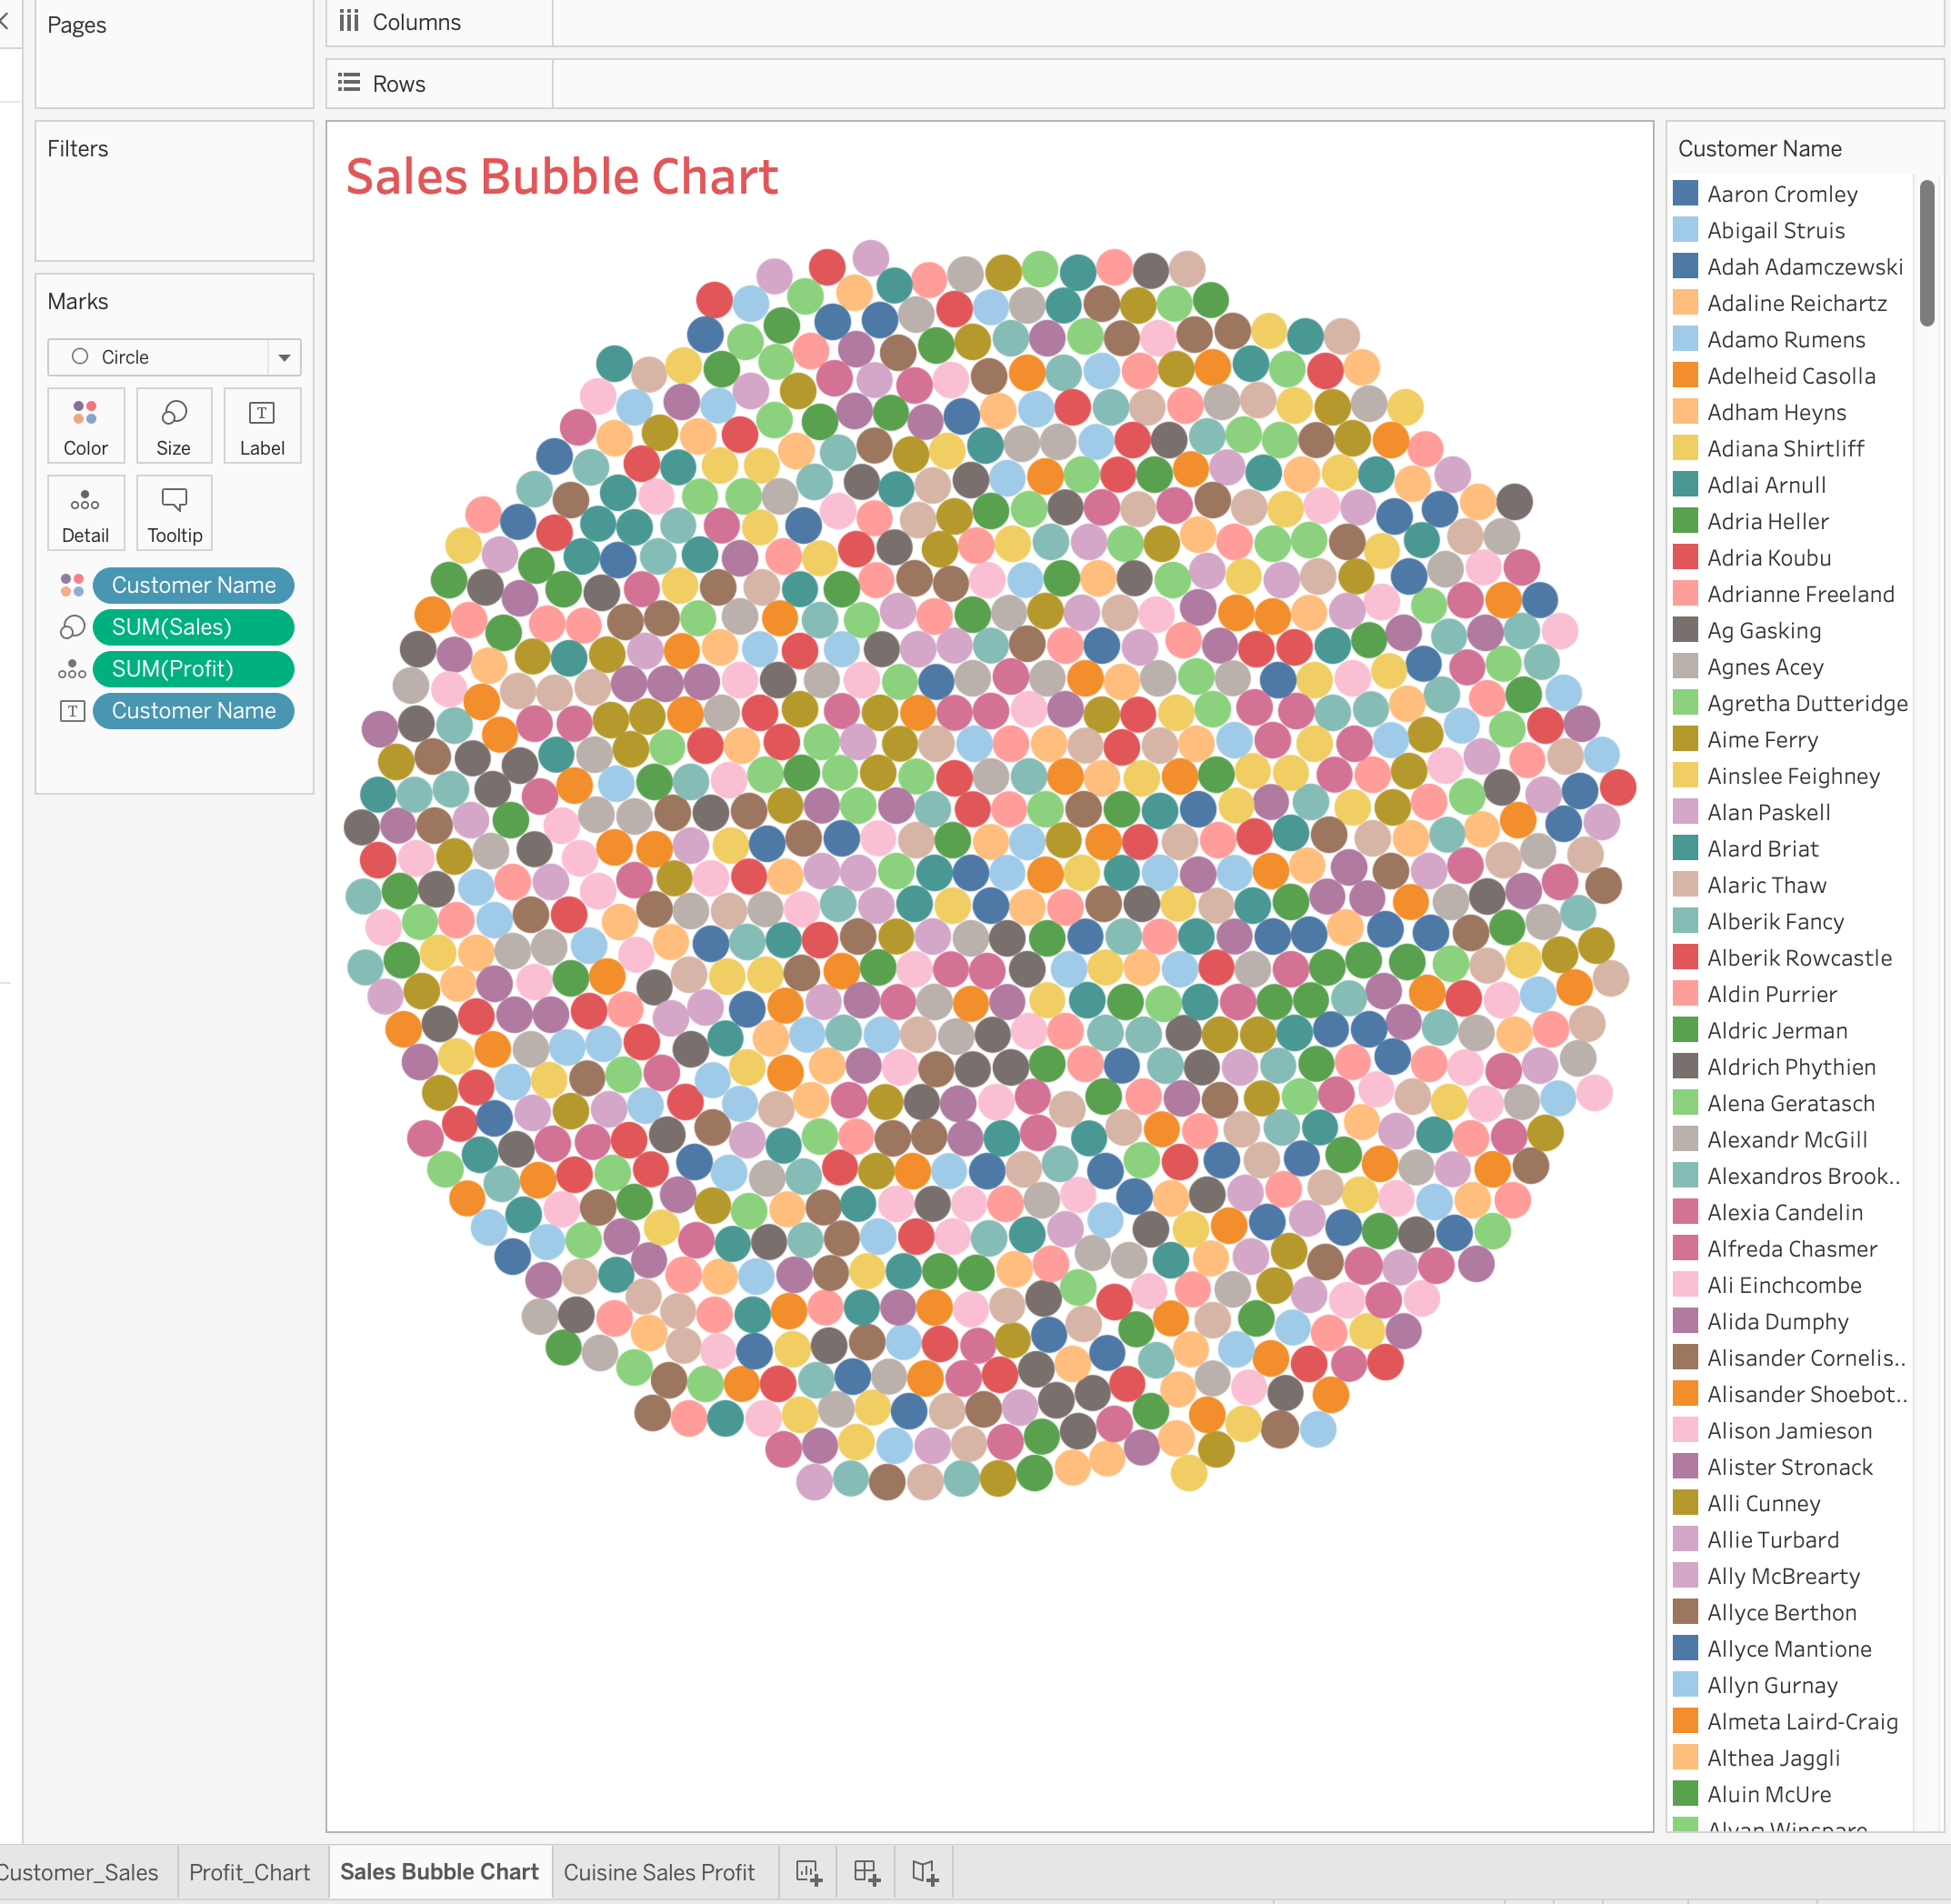 Pages
Columns
Rows
Filters
Marks
Circle
Color
Size
T
Label
Detail
Tooltip
Customer Name
SUM(Sales)
SUM(Profit)
T
Customer Name
Sales Bubble Chart
Customer Name
Aaron Cromley
Abigail Struis
Adah Adamczewski
Adaline Reichartz
Adamo Rumens
Adelheid Casolla
Adham Heyns
Adiana Shirtliff
Adlai Arnull
Adria Heller
Adria Koubu
Adrianne Freeland
Ag Gasking
Agnes Acey
Agretha Dutteridge
Aime Ferry
Ainslee Feighney
Alan Paskell
Alard Briat
Alaric Thaw
Alberik Fancy
Alberik Rowcastle
Aldin Purrier
Aldric Jerman
Aldrich Phythien
Alena Geratasch
Alexandr McGill
Alexandros Brook..
Alexia Candelin
Alfreda Chasmer
Ali Einchcombe
Alida Dumphy
Alisander Cornelis..
Alisander Shoebot..
Alison Jamieson
Alister Stronack
Alli Cunney
Allie Turbard
Ally McBrearty
Allyce Berthon
Allyce Mantione
Allyn Gurnay
Almeta Laird-Craig
Althea Jaggli
Aluin McUre
Customer_Sales
Profit_Chart
Sales Bubble Chart
Cuisine Sales Profit